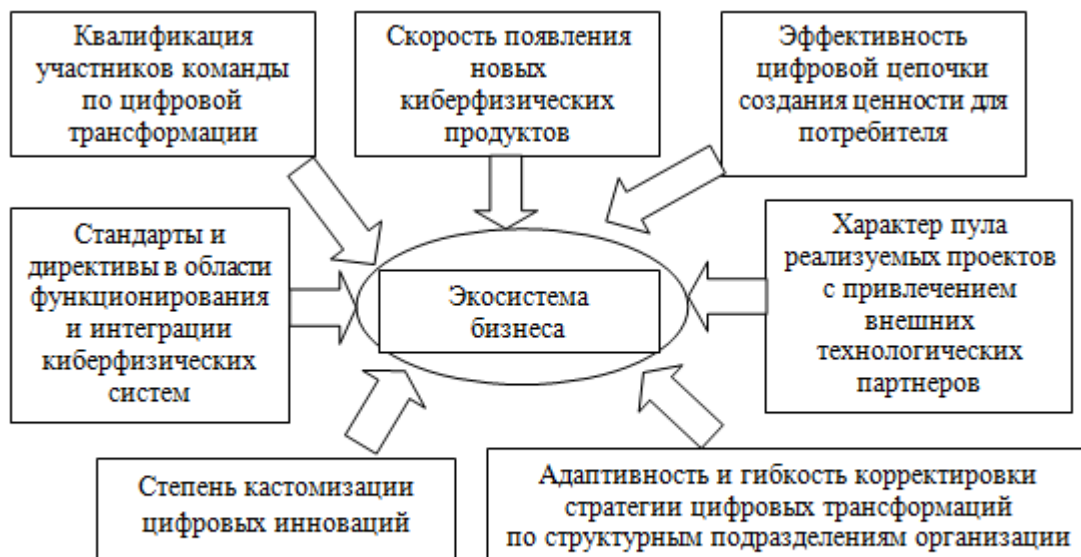 Квалификация
участников команды
по цифровой
трансформации
Скорость появления
новых
киберфизических
продуктов
Эффективность
цифровой цепочки
создания ценности для
потребителя
Стандарты и
директивы в области
функционирования
и интеграции
киберфизических
систем
Экосистема
бизнеса
Характер пула
реализуемых проектов
с привлечением
внешних
технологических
партнеров
Степень кастомизации
цифровых инноваций
Адаптивность и гибкость корректировки
стратегии цифровых трансформаций
по структурным подразделениям организации